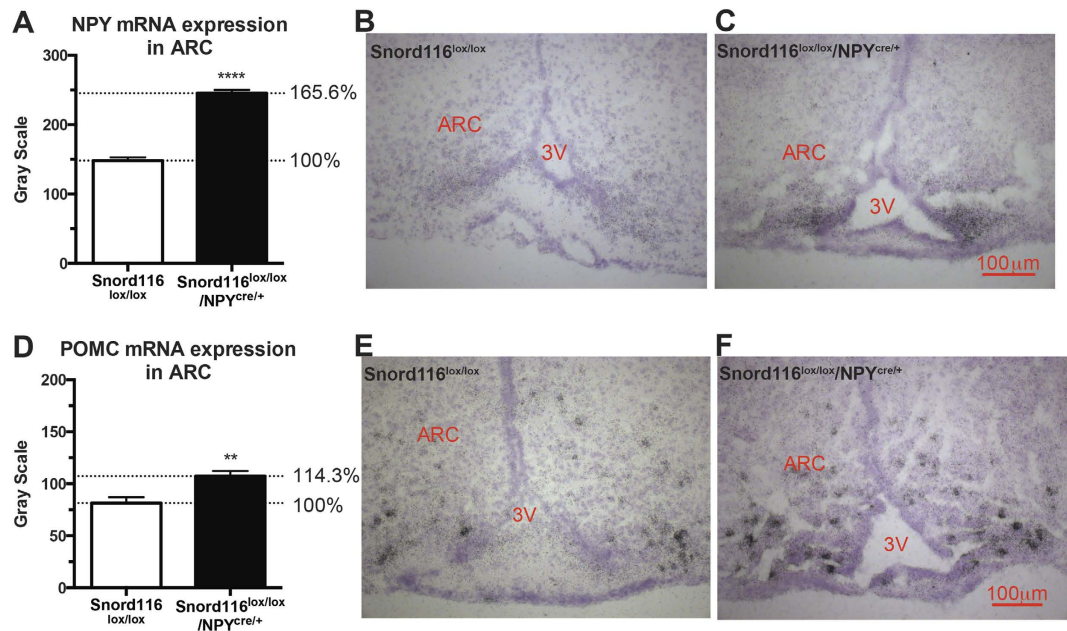 A
NPY mRNA expression
in ARC
300
250
200
150
100
50
0
Gray Scale
****
165.6%
100%
Snord116
lox/lox
Snord116lox/lox
/NPYcre/+
B
Snord116lox/lox
ARC
3V
C
Snord116lox/lox/NPYcre/+
ARC
3V
100μm
D
POMC mRNA expression
in ARC
200
150
100
50
0
Gray Scale
**
114.3%
100%
Snord116
lox/lox
Snord116lox/lox
/NPYcre/+
E
Snord116lox/lox
ARC
3V
F
Snord116lox/lox/NPYcre/+
ARC
3V
100μm